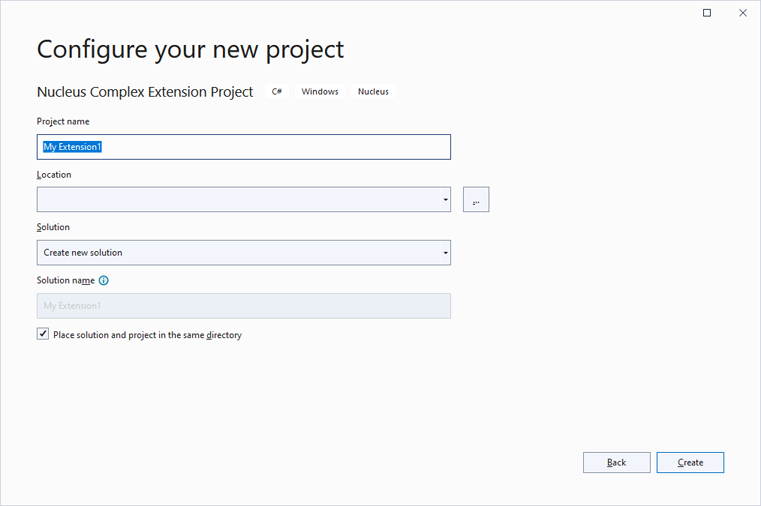 Configure your new project
Nucleus Complex Extension Project C# Windows Nucleus
Project name
My Extension1
Location
...
Solution
Create new solution
Solution name
My Extension1
Place solution and project in the same directory
Back Create